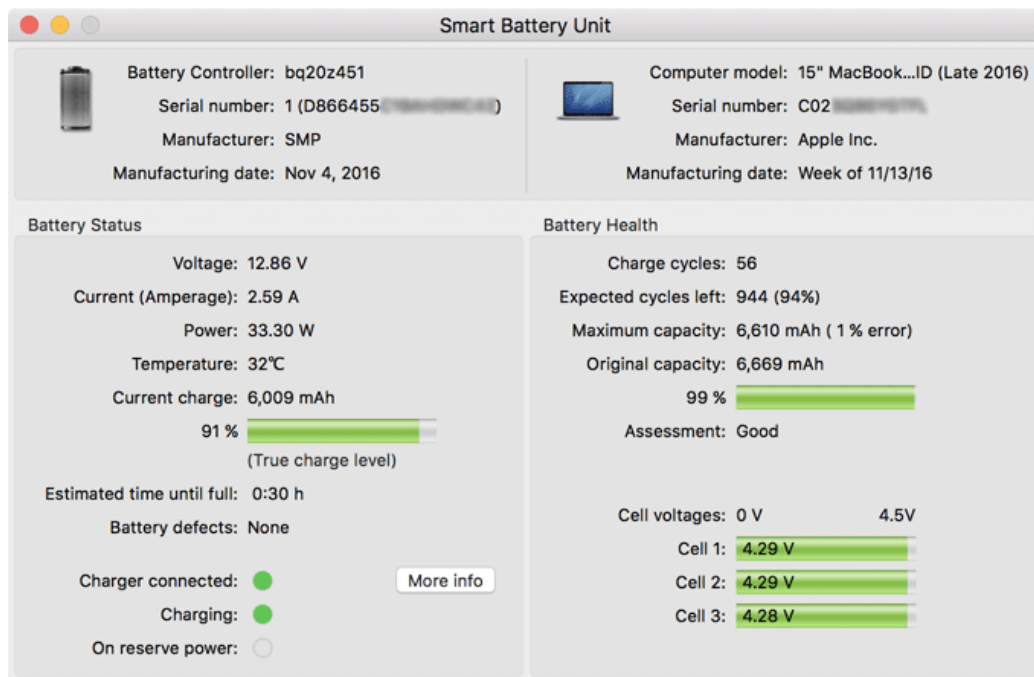 Smart Battery Unit
Battery Controller: bq20z451
Serial number: 1 (D866455
Manufacturer: SMP
Manufacturing date: Nov 4, 2016
Computer model: 15" MacBook...ID (Late 2016)
Serial number: C02
Manufacturer: Apple Inc.
Manufacturing date: Week of 11/13/16
Battery Status
Voltage: 12.86 V
Current (Amperage): 2.59 A
Power: 33.30 W
Temperature: 32℃
Current charge: 6,009 mAh
91 %
(True charge level)
Estimated time until full: 0:30 h
Battery defects: None
Charger connected:
More info
Charging:
On reserve power:
Battery Health
Charge cycles: 56
Expected cycles left: 944 (94%)
Maximum capacity: 6,610 mAh ( 1 % error)
Original capacity: 6,669 mAh
99 %
Assessment: Good
Cell voltages: 0 V 4.5V
Cell 1: 4.29 V
Cell 2: 4.29 V
Cell 3: 4.28 V